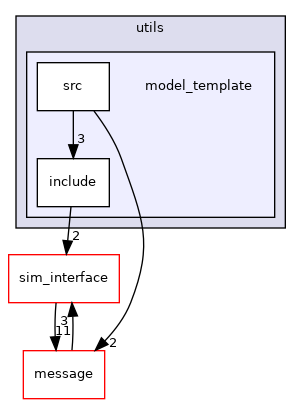 utils
src
model_template
3
include
2
sim_interface
3
11
2
message